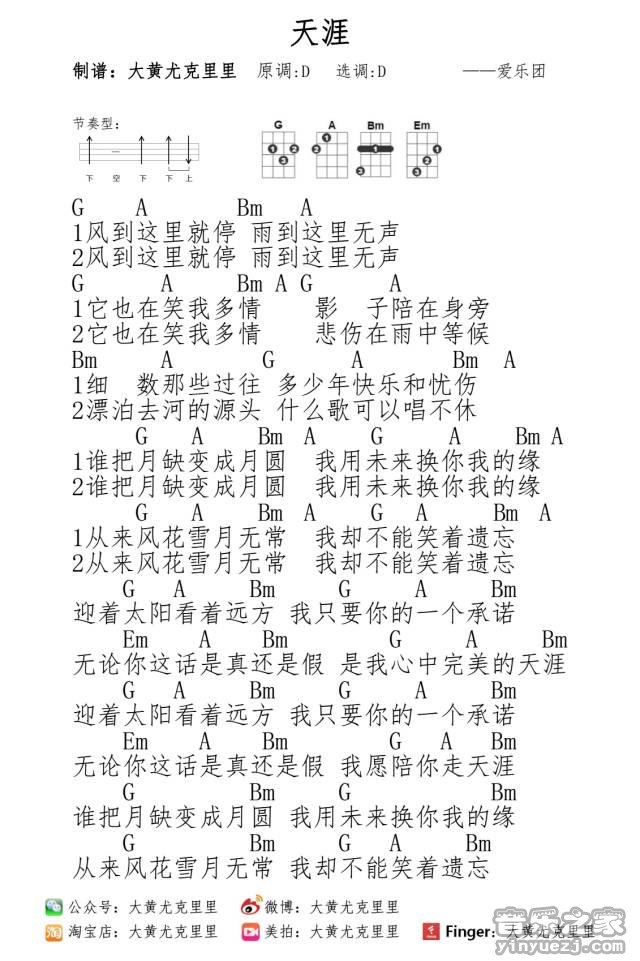 天涯
制谱：大黄尤克里里 原调:D 选调:D ——爱乐团
节奏型：
G A Bm Em
1 2 3 2 1 1 3 1 3 2
下 空 下 下 上
G A Bm A
1风到这里就停 雨到这里无声
2风到这里就停 雨到这里无声
G A Bm A G A
1它也在笑我多情 影 子陪在身旁
2它也在笑我多情 悲伤在雨中等候
Bm A G A Bm A
1细 数那些过往 多少年快乐和忧伤
2漂泊去河的源头 什么歌可以唱不休
G A Bm A G A Bm A
1谁把月缺变成月圆 我用未来换你我的缘
2谁把月缺变成月圆 我用未来换你我的缘
G A Bm A G A Bm A
1从来风花雪月无常 我却不能笑着遗忘
2从来风花雪月无常 我却不能笑着遗忘
G A Bm G A Bm
迎着太阳看着远方 我只要你的一个承诺
Em A Bm G A Bm
无论你这话是真还是假 是我心中完美的天涯
G A Bm G A Bm
迎着太阳看着远方 我只要你的一个承诺
Em A Bm G A Bm
无论你这话是真还是假 我愿陪你走天涯
G Bm G Bm
谁把月缺变成月圆 我用未来换你我的缘
G Bm G A Bm
从来风花雪月无常 我却不能笑着遗忘
公众号：大黄尤克里里 微博：大黄尤克里里
淘 淘宝店：大黄尤克里里 美拍：大黄尤克里里 Finger：大黄尤克里里
音乐之家
yinyuezj.com